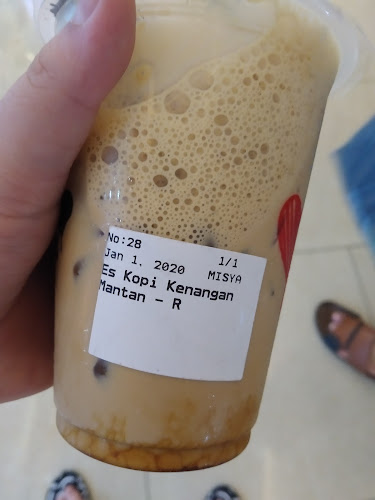 No:28 1/1
Jan 1, 2020 MISYA
Es Kopi Kenangan
Mantan - R